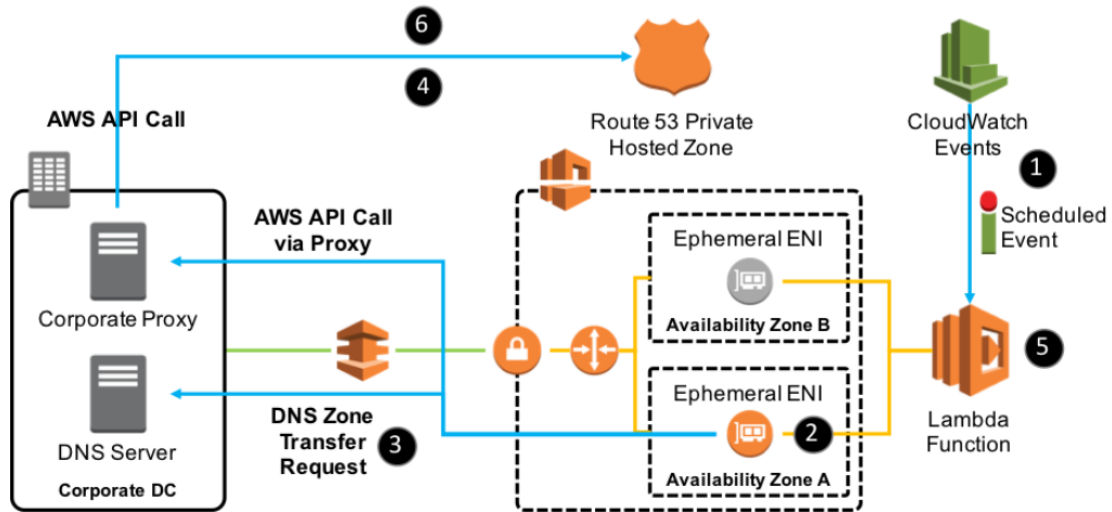 6
4
AWS API Call
Route 53 Private
Hosted Zone
CloudWatch
Events
1
Scheduled
Event
AWS API Call
via Proxy
Corporate Proxy
DNS Server
Corporate DC
DNS Zone
Transfer
Request
3
Ephemeral ENI
Availability Zone B
Ephemeral ENI
2
Availability Zone A
5
Lambda
Function